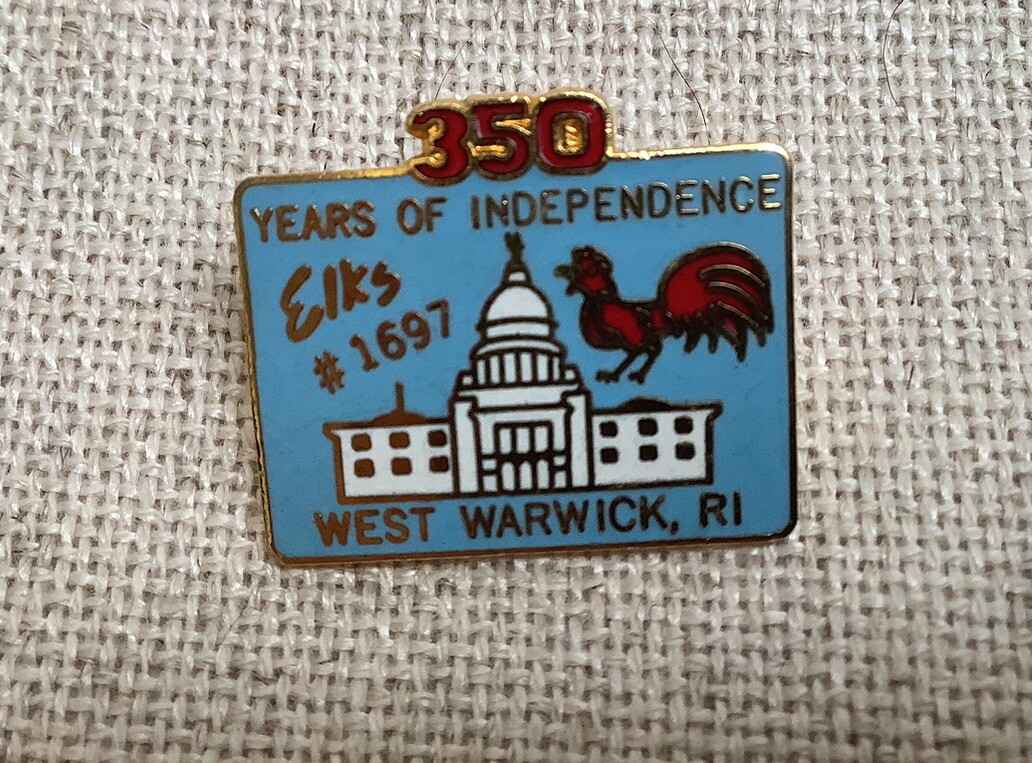 350
YEARS OF INDEPENDENCE
Elks
# 1697
WEST WARWICK, RI